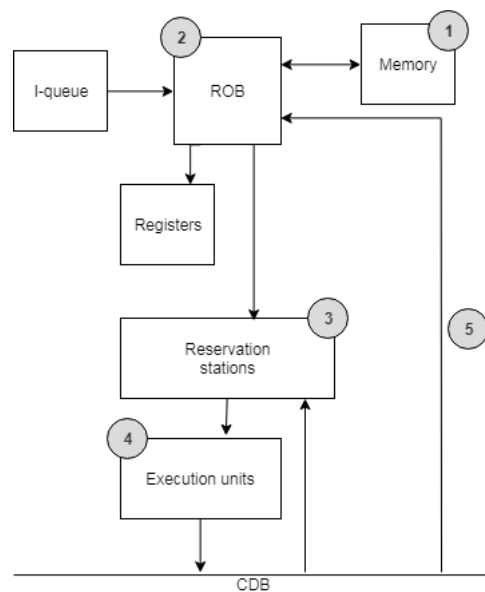 1
2
Memory
I-queue
ROB
Registers
3
5
Reservation
stations
4
Execution units
CDB